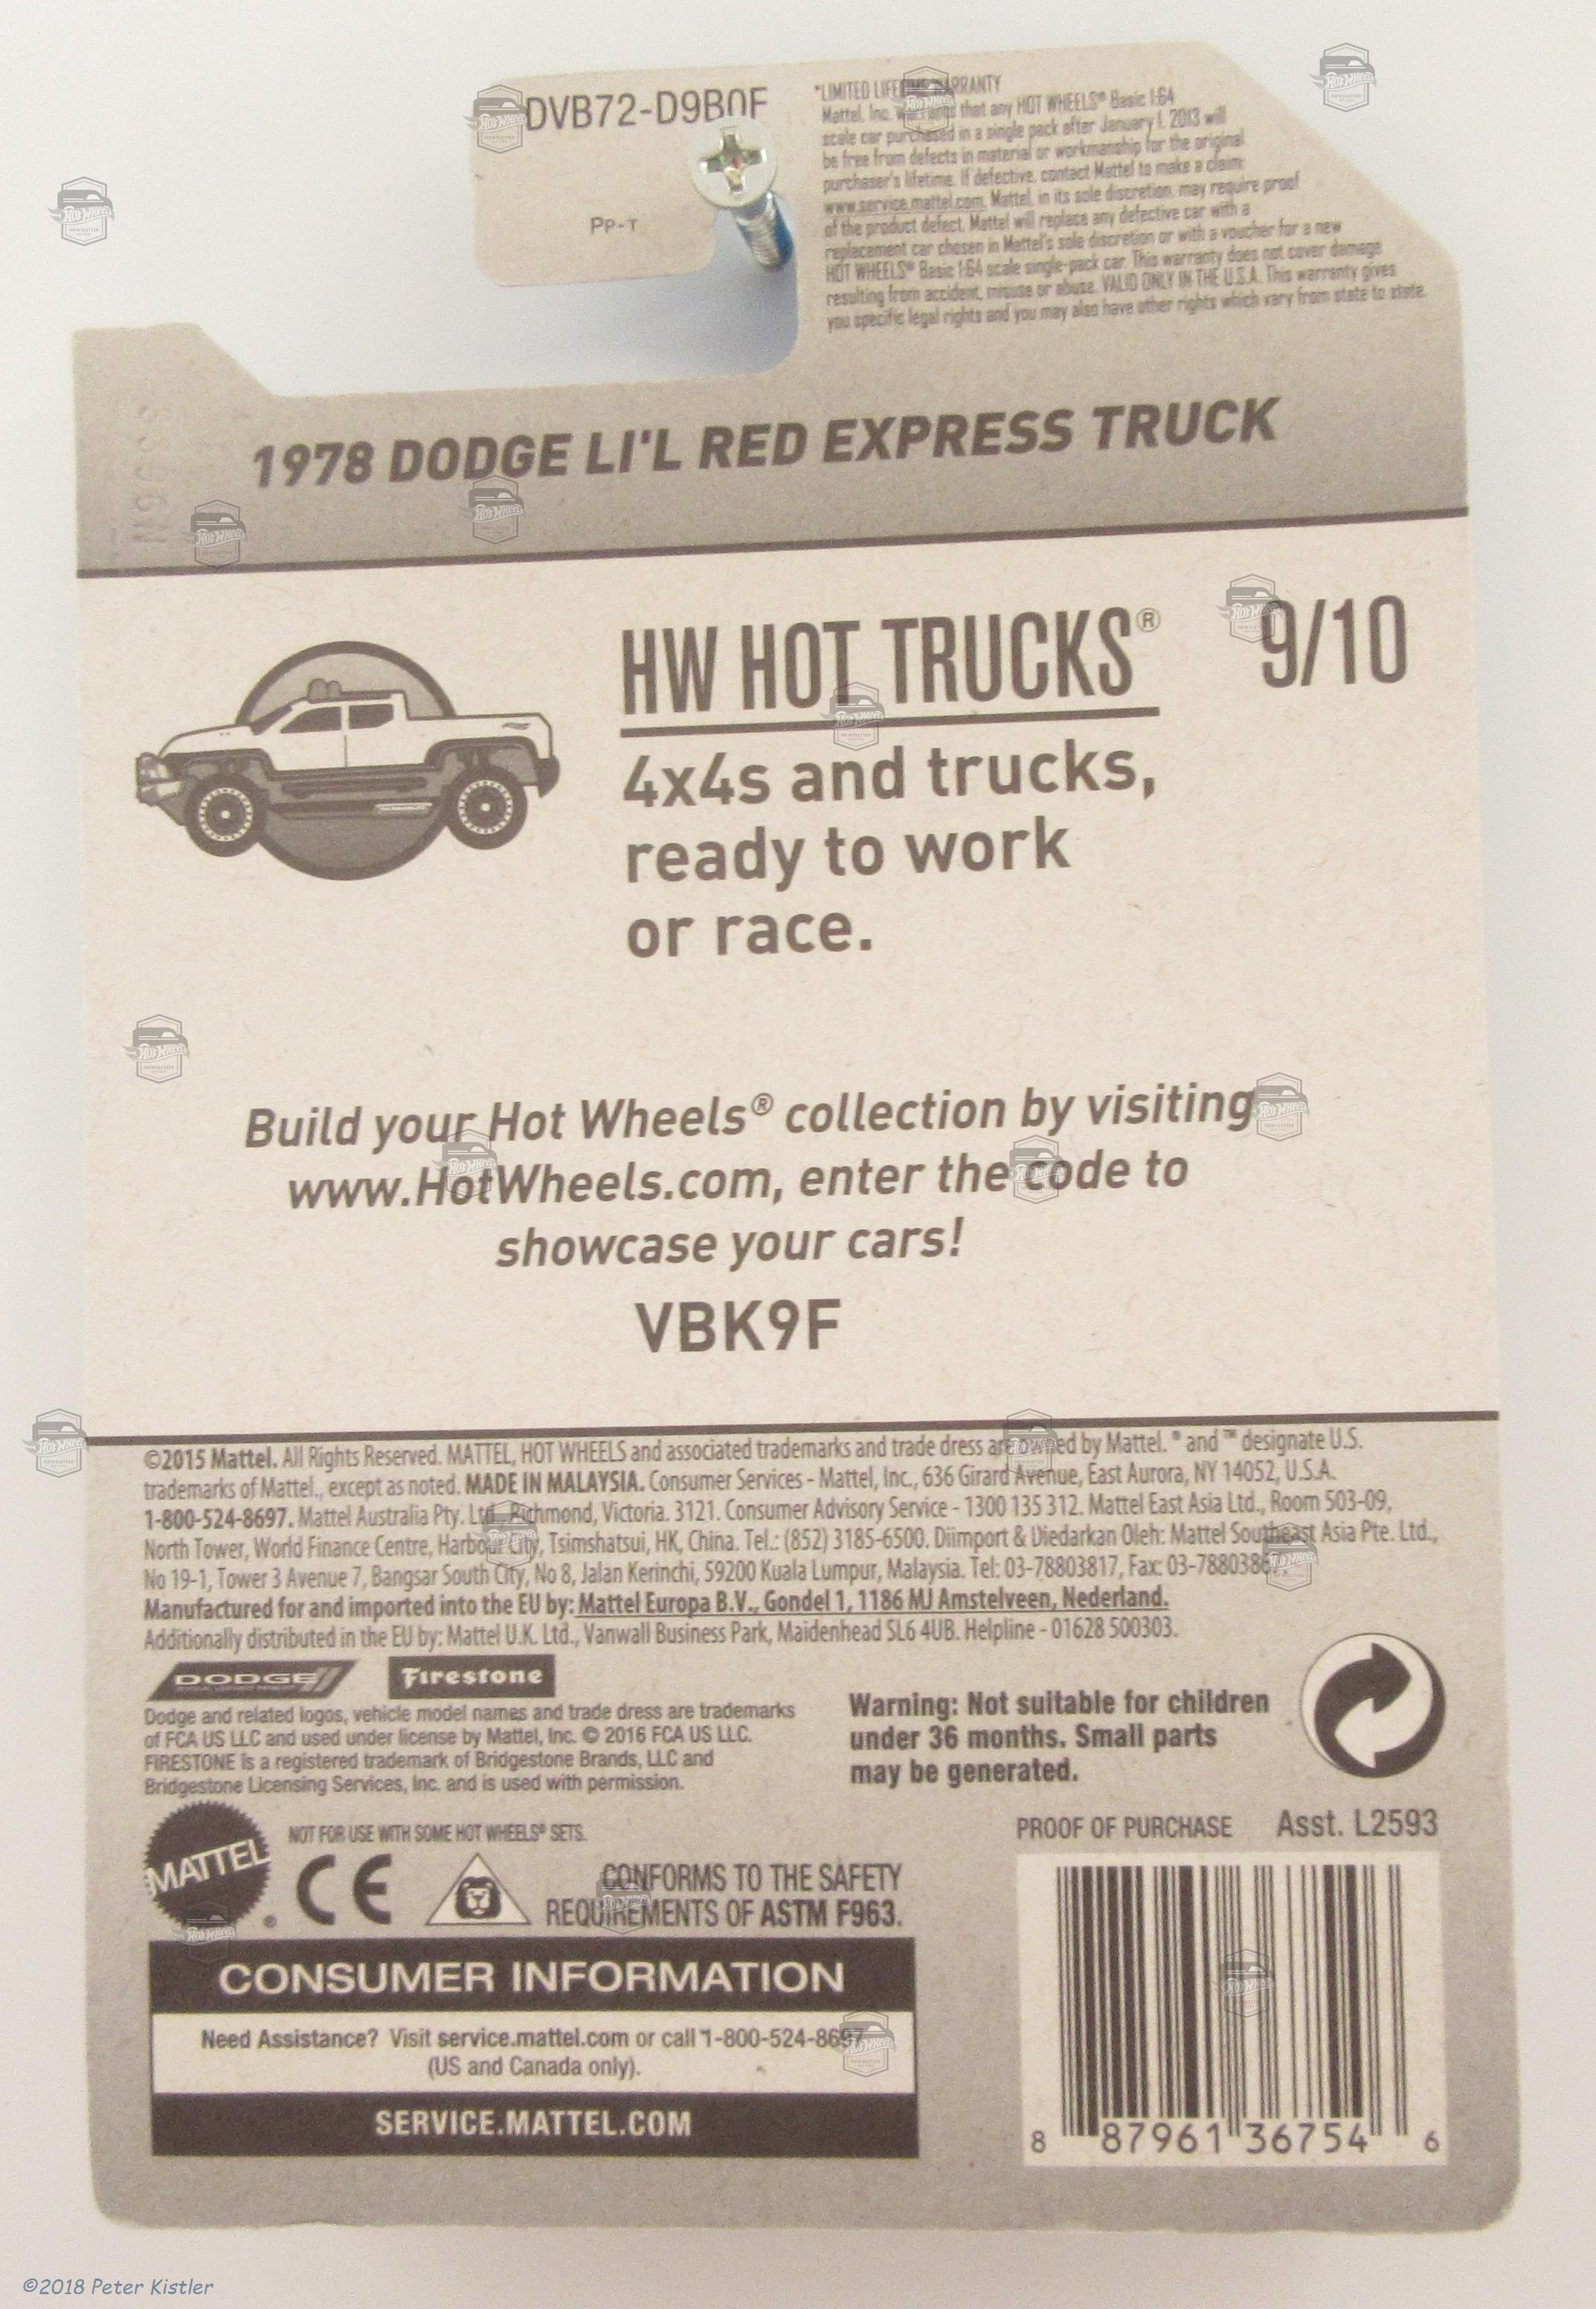 DVB72-D9B0F
Pp-T
*LIMITED LIFETIME WARRANTY
Mattel, Inc. warrants that any HOT WHEELS® Basic 1:64
scale car purchased in a single pack after January 1, 2013 will
be free from defects in material or workmanship for the original
purchaser's lifetime. If defective, contact Mattel to make a claim:
www.service.mattel.com. Mattel, in its sole discretion, may require proof
of the product defect. Mattel will replace any defective car with a
replacement car chosen in Mattel's sole discretion or with a voucher for a new
HOT WHEELS® Basic 1:64 scale single-pack car. This warranty does not cover damage
resulting from accident, misuse or abuse. VALID ONLY IN THE U.S.A. This warranty gives
you specific legal rights and you may also have other rights which vary from state to state.
1978 DODGE LI'L RED EXPRESS TRUCK
HW HOT TRUCKS® 9/10
4x4s and trucks,
ready to work
or race.
Build your Hot Wheels® collection by visiting
www.HotWheels.com, enter the code to
showcase your cars!
VBK9F
©2015 Mattel. All Rights Reserved. MATTEL, HOT WHEELS and associated trademarks and trade dress are owned by Mattel. ® and ™ designate U.S.
trademarks of Mattel., except as noted. MADE IN MALAYSIA. Consumer Services - Mattel, Inc., 636 Girard Avenue, East Aurora, NY 14052, U.S.A.
1-800-524-8697. Mattel Australia Pty. Ltd., Richmond, Victoria. 3121. Consumer Advisory Service - 1300 135 312. Mattel East Asia Ltd., Room 503-09,
North Tower, World Finance Centre, Harbour City, Tsimshatsui, HK, China. Tel.: (852) 3185-6500. Diimport & Diedarkan Oleh: Mattel Southeast Asia Pte. Ltd.,
No 19-1, Tower 3 Avenue 7, Bangsar South City, No 8, Jalan Kerinchi, 59200 Kuala Lumpur, Malaysia. Tel: 03-78803817, Fax:
Manufactured for and imported into the EU by: Mattel Europa B.V., Gondel 1, 1186 MJ Amstelveen, Nederland.
Additionally distributed in the EU by: Mattel U.K. Ltd., Vanwall Business Park, Maidenhead SL6 4UB. Helpline - 01628 500303.
DODGE Firestone
Dodge and related logos, vehicle model names and trade dress are trademarks
of FCA US LLC and used under license by Mattel, Inc. © 2016 FCA US LLC.
FIRESTONE is a registered trademark of Bridgestone Brands, LLC and
Bridgestone Licensing Services, Inc. and is used with permission.
Warning: Not suitable for children
under 36 months. Small parts
may be generated.
MATTEL ®
NOT FOR USE WITH SOME HOT WHEELS® SETS.
CE
CONFORMS TO THE SAFETY
REQUIREMENTS OF ASTM F963.
PROOF OF PURCHASE Asst. L2593
CONSUMER INFORMATION
Need Assistance? Visit service.mattel.com or call 1-800-524-8697
(US and Canada only).
SERVICE.MATTEL.COM
8 87961 36754 6
©2018 Peter Kistler